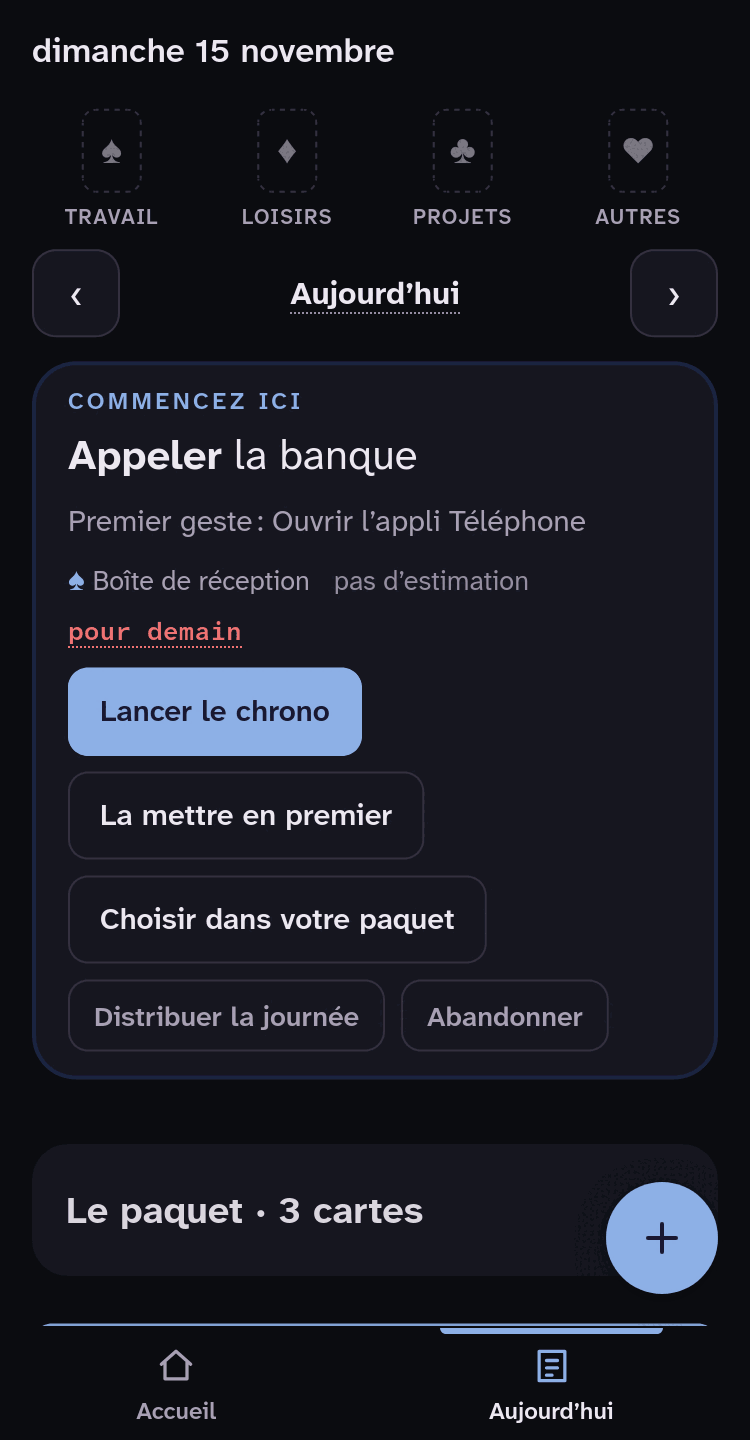 dimanche 15 novembre
♠ ♦ ♣ ♥
TRAVAIL LOISIRS PROJETS AUTRES
‹ Aujourd’hui ›
COMMENCEZ ICI
Appeler la banque
Premier geste : Ouvrir l’appli Téléphone
♠ Boîte de réception pas d’estimation
pour demain
Lancer le chrono
La mettre en premier
Choisir dans votre paquet
Distribuer la journée Abandonner
Le paquet · 3 cartes
+
Accueil Aujourd’hui